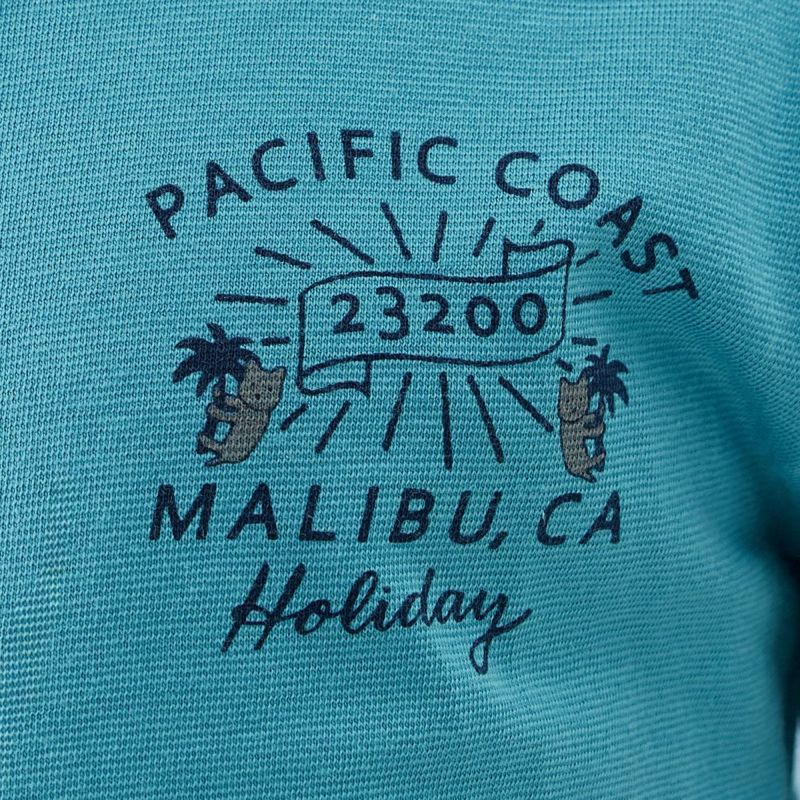 PACIFIC COAST
23200
MALIBU, CA
Holiday